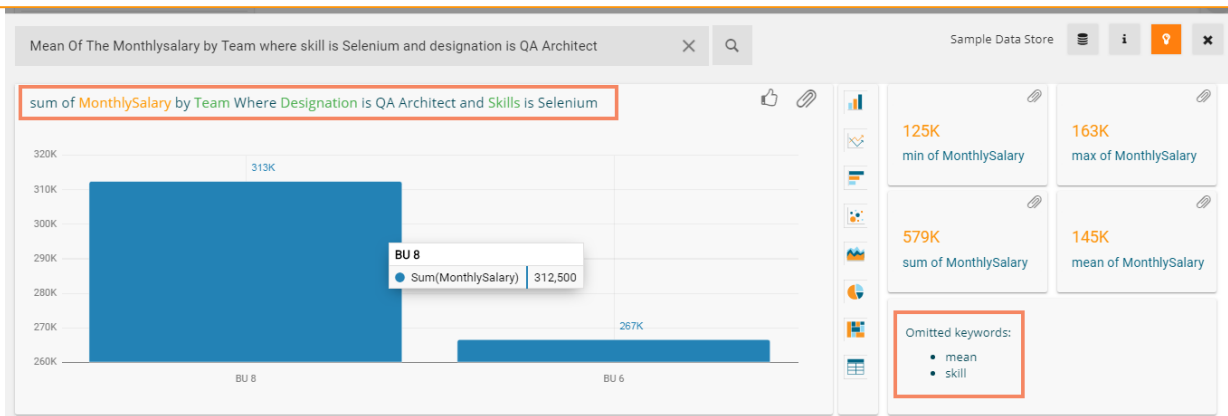 Mean Of The Monthlysalary by Team where skill is Selenium and designation is QA Architect
Sample Data Store
sum of MonthlySalary by Team Where Designation is QA Architect and Skills is Selenium
320K
310K
300K
290K
280K
270K
260K
313K
BU 8
Sum(MonthlySalary) 312,500
267K
BU 8
BU 6
125K
min of MonthlySalary
163K
max of MonthlySalary
579K
sum of MonthlySalary
145K
mean of MonthlySalary
Omitted keywords:
mean
skill